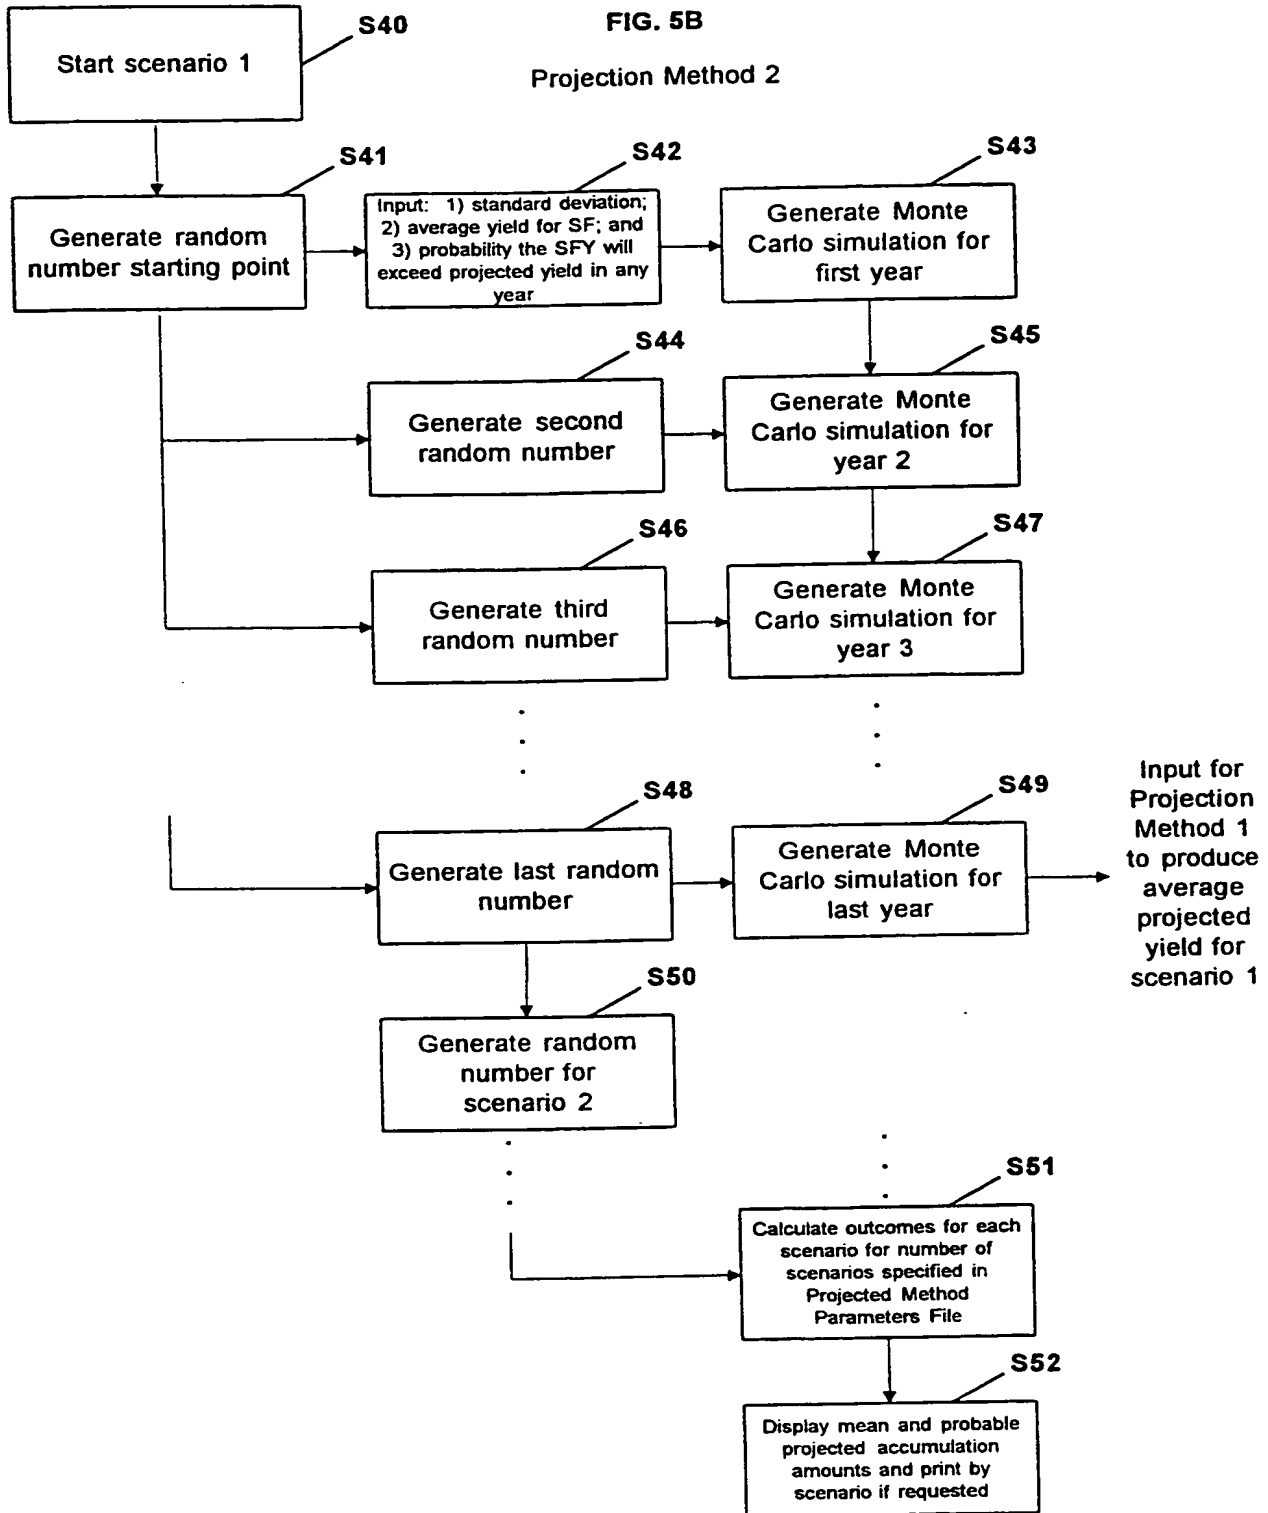 S40
FIG. 5B
Start scenario 1
Projection Method 2
S41
S42
S43
Generate random
number starting point
Input: 1) standard deviation;
2) average yield for SF; and
3) probability the SFY will
exceed projected yield in any
year
Generate Monte
Carlo simulation for
first year
S44
S45
Generate second
random number
Generate Monte
Carlo simulation for
year 2
S46
S47
Generate third
random number
Generate Monte
Carlo simulation for
year 3
S48
S49
Generate last random
number
Generate Monte
Carlo simulation for
last year
Input for
Projection
Method 1
to produce
average
projected
yield for
scenario 1
S50
Generate random
number for
scenario 2
S51
Calculate outcomes for each
scenario for number of
scenarios specified in
Projected Method
Parameters File
S52
Display mean and probable
projected accumulation
amounts and print by
scenario if requested